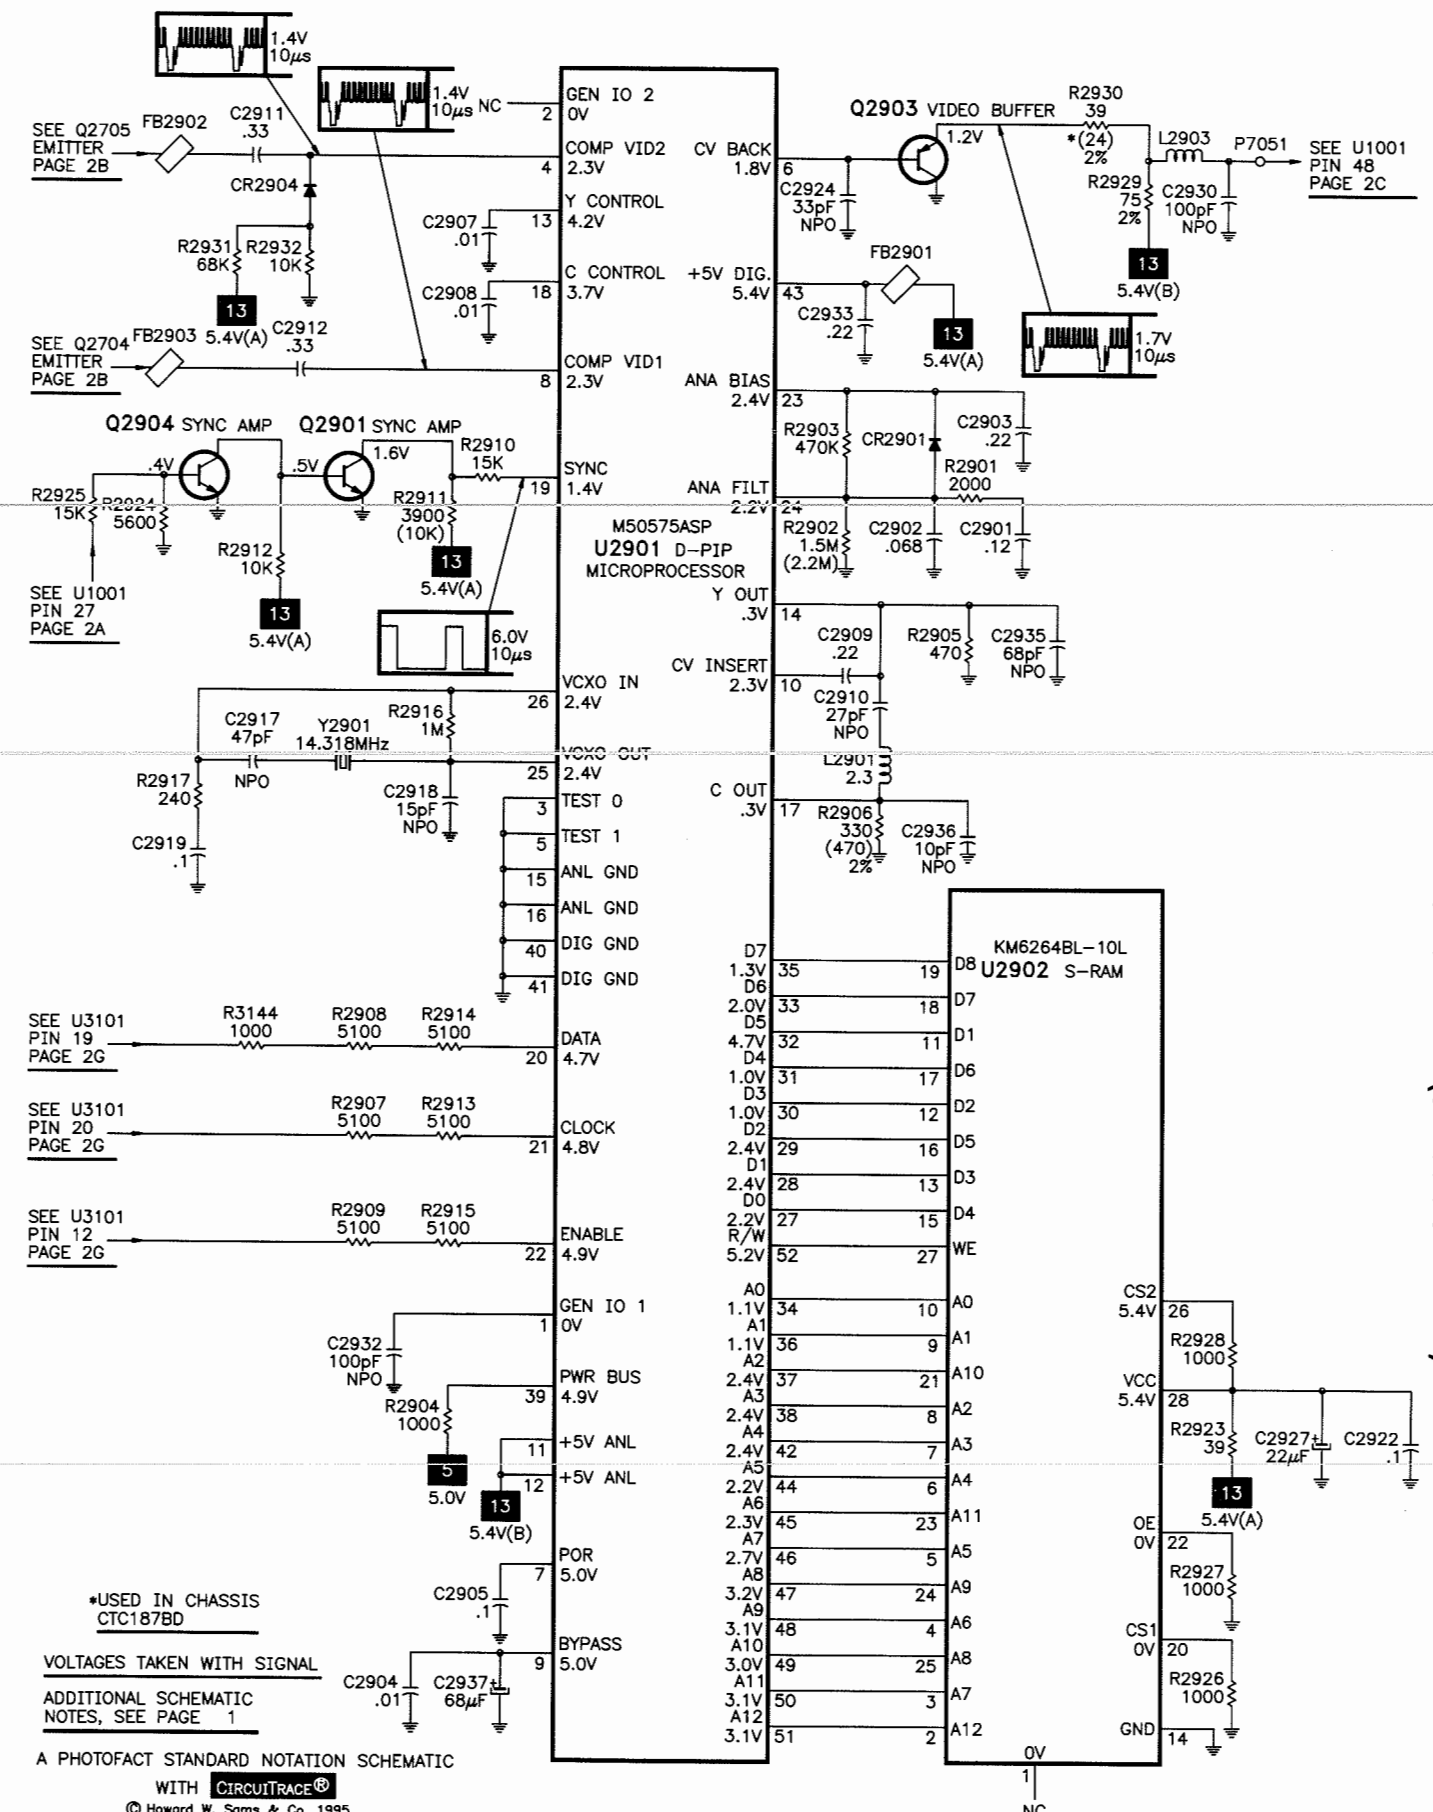 1.4V
10µs
1.4V
10µs
SEE Q2705
EMITTER
PAGE 2B
FB2902
C2911
.33
CR2904
R2931
68K
R2932
10K
13
5.4V(A)
SEE Q2704
EMITTER
PAGE 2B
FB2903
C2912
.33
NC
2
GEN IO 2
0V
4
COMP VID2
2.3V
C2907
.01
13
Y CONTROL
4.2V
C2908
.01
18
C CONTROL
3.7V
8
COMP VID1
2.3V
Q2904 SYNC AMP
.4V
R2925
15K
R2924
5600
SEE U1001
PIN 27
PAGE 2A
Q2901 SYNC AMP
1.6V
.5V
R2912
10K
13
5.4V(A)
R2910
15K
R2911
3900
(10K)
13
5.4V(A)
19
SYNC
1.4V
6.0V
10µs
M50575ASP
U2901 D-PIP
MICROPROCESSOR
26
VCXO IN
2.4V
R2916
1M
C2917
47pF
NPO
Y2901
14.318MHz
25
VCXO OUT
2.4V
R2917
240
C2919
.1
C2918
15pF
NPO
3
TEST 0
5
TEST 1
15
ANL GND
16
ANL GND
40
DIG GND
41
DIG GND
SEE U3101
PIN 19
PAGE 2G
R3144
1000
R2908
5100
R2914
5100
20
DATA
4.7V
SEE U3101
PIN 20
PAGE 2G
R2907
5100
R2913
5100
21
CLOCK
4.8V
SEE U3101
PIN 12
PAGE 2G
R2909
5100
R2915
5100
22
ENABLE
4.9V
C2932
100pF
NPO
1
GEN IO 1
0V
R2904
1000
5
5.0V
39
PWR BUS
4.9V
11
+5V ANL
12
+5V ANL
13
5.4V(B)
C2905
.1
7
POR
5.0V
C2904
.01
C2937
+
68µF
9
BYPASS
5.0V
CV BACK
1.8V
6
C2924
33pF
NPO
Q2903 VIDEO BUFFER
1.2V
R2930
39
*(24)
2%
R2929
75
2%
13
5.4V(B)
L2903
C2930
100pF
NPO
P7051
SEE U1001
PIN 48
PAGE 2C
1.7V
10µs
+5V DIG.
5.4V
43
C2933
.22
FB2901
13
5.4V(A)
ANA BIAS
2.4V
23
R2903
470K
CR2901
C2903
.22
ANA FILT
2.2V
24
R2901
2000
R2902
1.5M
(2.2M)
C2902
.068
C2901
.12
Y OUT
.3V
14
C2909
.22
R2905
470
C2935
68pF
NPO
CV INSERT
2.3V
10
C2910
27pF
NPO
L2901
2.3
C OUT
.3V
17
R2906
330
(470)
2%
C2936
10pF
NPO
KM6264BL-10L
U2902 S-RAM
D7
1.3V 35 19 D8
D6
2.0V 33 18 D7
D5
4.7V 32 11 D1
D4
1.0V 31 17 D6
D3
1.0V 30 12 D2
D2
2.4V 29 16 D5
D1
2.4V 28 13 D3
D0
2.2V 27 15 D4
R/W
5.2V 52 27 WE
A0
1.1V 34 10 A0
A1
1.1V 36 9 A1
A2
2.4V 37 21 A10
A3
2.4V 38 8 A2
A4
2.4V 42 7 A3
A5
2.2V 44 6 A4
A6
2.3V 45 23 A11
A7
2.7V 46 5 A5
A8
3.2V 47 24 A9
A9
3.1V 48 4 A6
A10
3.0V 49 25 A8
A11
3.1V 50 3 A7
A12
3.1V 51 2 A12
CS2
5.4V
26
R2928
1000
VCC
5.4V
28
R2923
39
13
5.4V(A)
C2927
+
22µF
C2922
.1
OE
0V
22
R2927
1000
CS1
0V
20
R2926
1000
GND
14
0V
1
NC
*USED IN CHASSIS
CTC187BD
VOLTAGES TAKEN WITH SIGNAL
ADDITIONAL SCHEMATIC
NOTES, SEE PAGE 1
A PHOTOFACT STANDARD NOTATION SCHEMATIC
WITH CIRCUITRACE®
© Howard W. Sams & Co. 1995